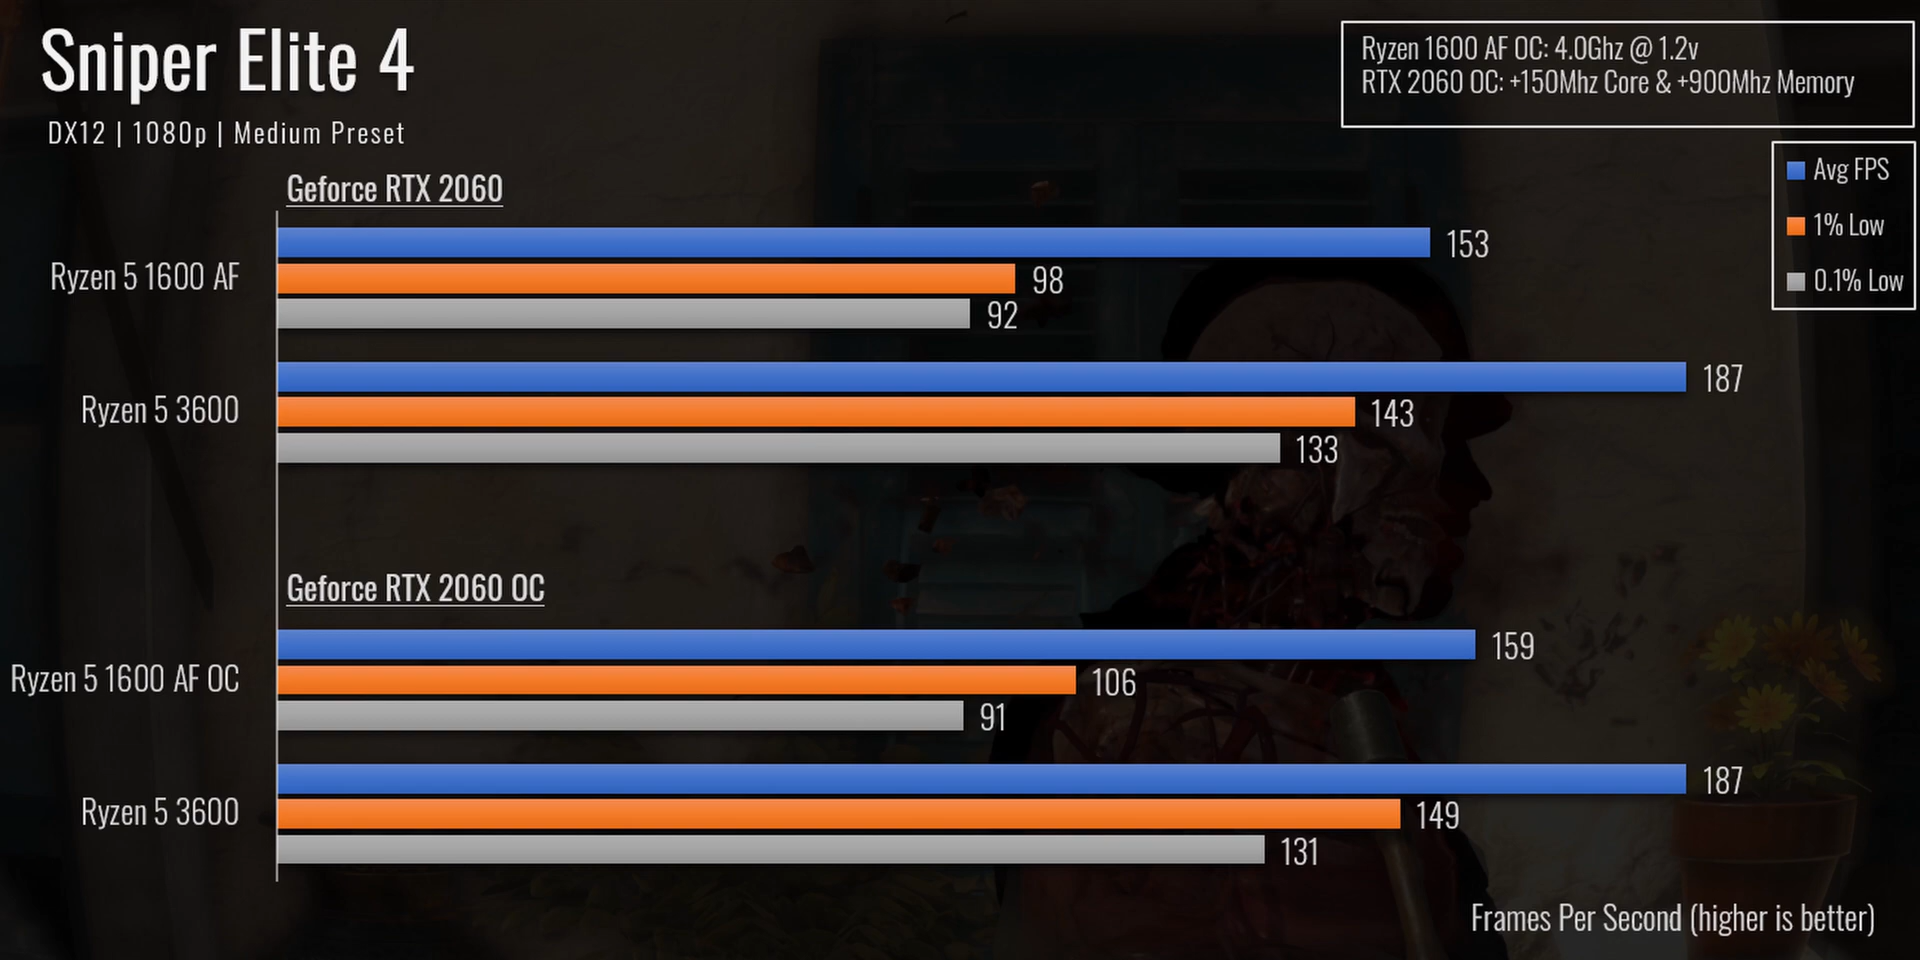 Sniper Elite 4
DX12 | 1080p | Medium Preset
Ryzen 1600 AF OC: 4.0Ghz @ 1.2v
RTX 2060 OC: +150Mhz Core & +900Mhz Memory
Avg FPS
1% Low
0.1% Low
Geforce RTX 2060
Ryzen 5 1600 AF
153
98
92
Ryzen 5 3600
187
143
133
Geforce RTX 2060 OC
Ryzen 5 1600 AF OC
159
106
91
Ryzen 5 3600
187
149
131
Frames Per Second (higher is better)